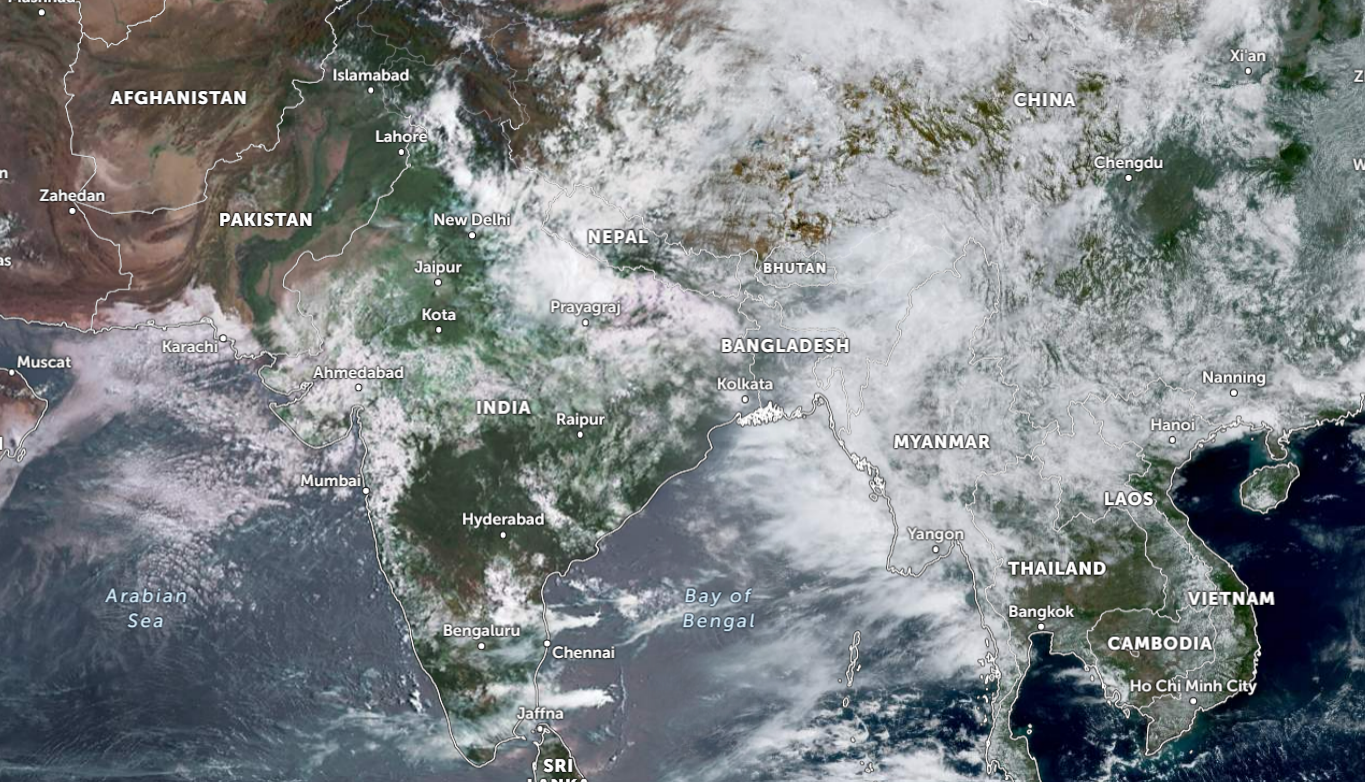 Xi'an
Islamabad
AFGHANISTAN
CHINA
Lahore
Chengdu
Zahedan
PAKISTAN
New Delhi
NEPAL
Jaipur
BHUTAN
Prayagraj
Kota
Karachi
BANGLADESH
Muscat
Ahmedabad
Nanning
Kolkata
INDIA
Raipur
Hanoi
MYANMAR
Mumbai
LAOS
Hyderabad
Yangon
THAILAND
Arabian
Sea
Bay of
Bengal
VIETNAM
Bangkok
Bengaluru
CAMBODIA
Chennai
Ho Chi Minh City
Jaffna
SRI
LANKA